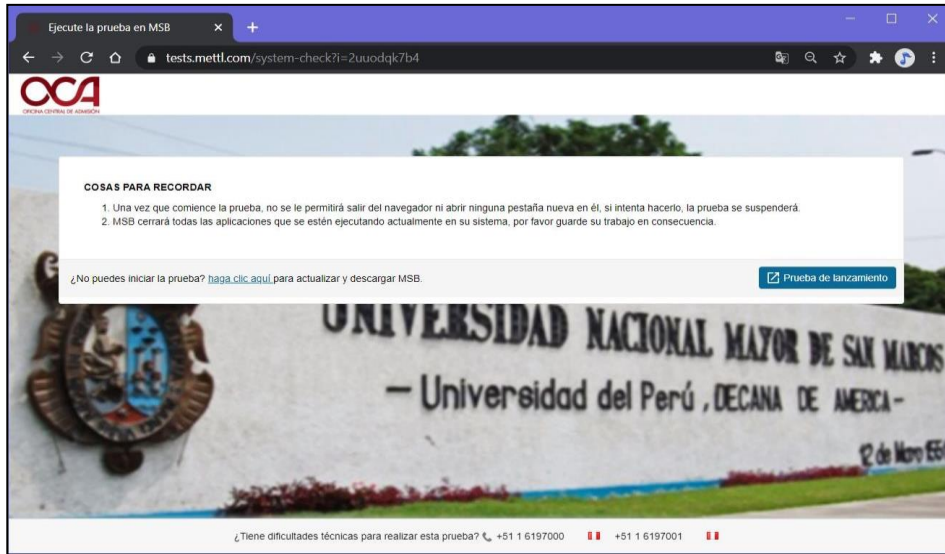 Ejecute la prueba en MSB
tests.mettl.com/system-check?i=2uuodqk7b4
OCA
OFICINA CENTRAL DE ADMISIÓN
COSAS PARA RECORDAR
1. Una vez que comience la prueba, no se le permitirá salir del navegador ni abrir ninguna pestaña nueva en él, si intenta hacerlo, la prueba se suspenderá.
2. MSB cerrará todas las aplicaciones que se estén ejecutando actualmente en su sistema, por favor guarde su trabajo en consecuencia.
¿No puedes iniciar la prueba? haga clic aquí para actualizar y descargar MSB.
Prueba de lanzamiento
UNIVERSIDAD NACIONAL MAYOR DE SAN MARCOS
— Universidad del Perú, DECANA DE AMERICA –
12 de Mayo 155
¿Tiene dificultades técnicas para realizar esta prueba? +51 1 6197000 +51 1 6197001